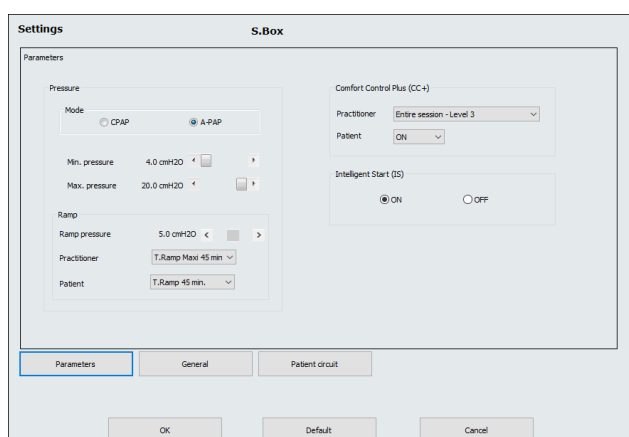 Settings
S.Box
Parameters
Pressure
Mode
CPAP
A-PAP
Min. pressure 4.0 cmH2O
Max. pressure 20.0 cmH2O
Ramp
Ramp pressure 5.0 cmH2O
Practitioner T.Ramp Maxi 45 min
Patient T.Ramp 45 min.
Comfort Control Plus (CC+)
Practitioner Entire session - Level 3
Patient ON
Intelligent Start (IS)
ON OFF
Parameters General Patient circuit
OK Default Cancel